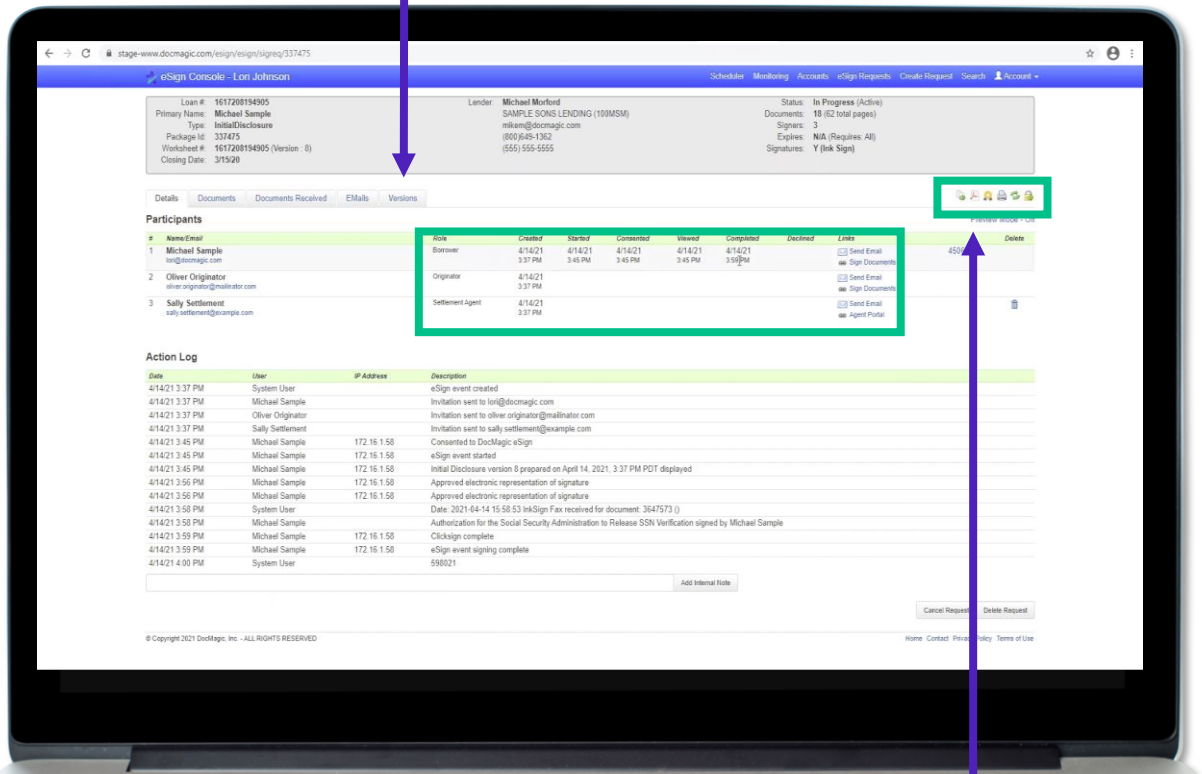 stage-www.docmagic.com/esign/esign/sigreq/337475
eSign Console - Lori Johnson
Scheduler Monitoring Accounts eSign Requests Create Request Search Account
Loan #: 1617208194905 Lender: Michael Morford Status: In Progress (Active)
Primary Name: Michael Sample SAMPLE SONS LENDING (100MSM) Documents: 18 (62 total pages)
Type: InitialDisclosure mikem@docmagic.com Signers: 3
Package Id: 337475 (800)649-1362 Expires: N/A (Requires: All)
Worksheet #: 1617208194905 (Version : 8) (555) 555-5555 Signatures: Y (Ink Sign)
Closing Date: 3/15/20
Details Documents Documents Received EMails Versions
Participants Preview Mode - Off
# Name/Email Role Created Started Consented Viewed Completed Declined Links Delete
1 Michael Sample Borrower 4/14/21 4/14/21 4/14/21 4/14/21 4/14/21 Send Email
lori@docmagic.com 3:37 PM 3:45 PM 3:45 PM 3:45 PM 3:59 PM Sign Documents
2 Oliver Originator Originator 4/14/21 Send Email
oliver.originator@mailinator.com 3:37 PM Sign Documents
3 Sally Settlement Settlement Agent 4/14/21 Send Email
sally.settlement@example.com 3:37 PM Agent Portal
Action Log
Date User IP Address Description
4/14/21 3:37 PM System User eSign event created
4/14/21 3:37 PM Michael Sample Invitation sent to lori@docmagic.com
4/14/21 3:37 PM Oliver Originator Invitation sent to oliver.originator@mailinator.com
4/14/21 3:37 PM Sally Settlement Invitation sent to sally.settlement@example.com
4/14/21 3:45 PM Michael Sample 172.16.1.58 Consented to DocMagic eSign
4/14/21 3:45 PM Michael Sample 172.16.1.58 eSign event started
4/14/21 3:45 PM Michael Sample 172.16.1.58 Initial Disclosure version 8 prepared on April 14, 2021, 3:37 PM PDT displayed
4/14/21 3:56 PM Michael Sample 172.16.1.58 Approved electronic representation of signature
4/14/21 3:56 PM Michael Sample 172.16.1.58 Approved electronic representation of signature
4/14/21 3:58 PM System User Date: 2021-04-14 15:58:53 InkSign Fax received for document: 3647573 ()
4/14/21 3:58 PM Michael Sample Authorization for the Social Security Administration to Release SSN Verification signed by Michael Sample
4/14/21 3:59 PM Michael Sample 172.16.1.58 Clicksign complete
4/14/21 3:59 PM Michael Sample 172.16.1.58 eSign event signing complete
4/14/21 4:00 PM System User 598021
Add Internal Note
Cancel Request Delete Request
© Copyright 2021 DocMagic, Inc. - ALL RIGHTS RESERVED Home Contact Privacy Policy Terms of Use